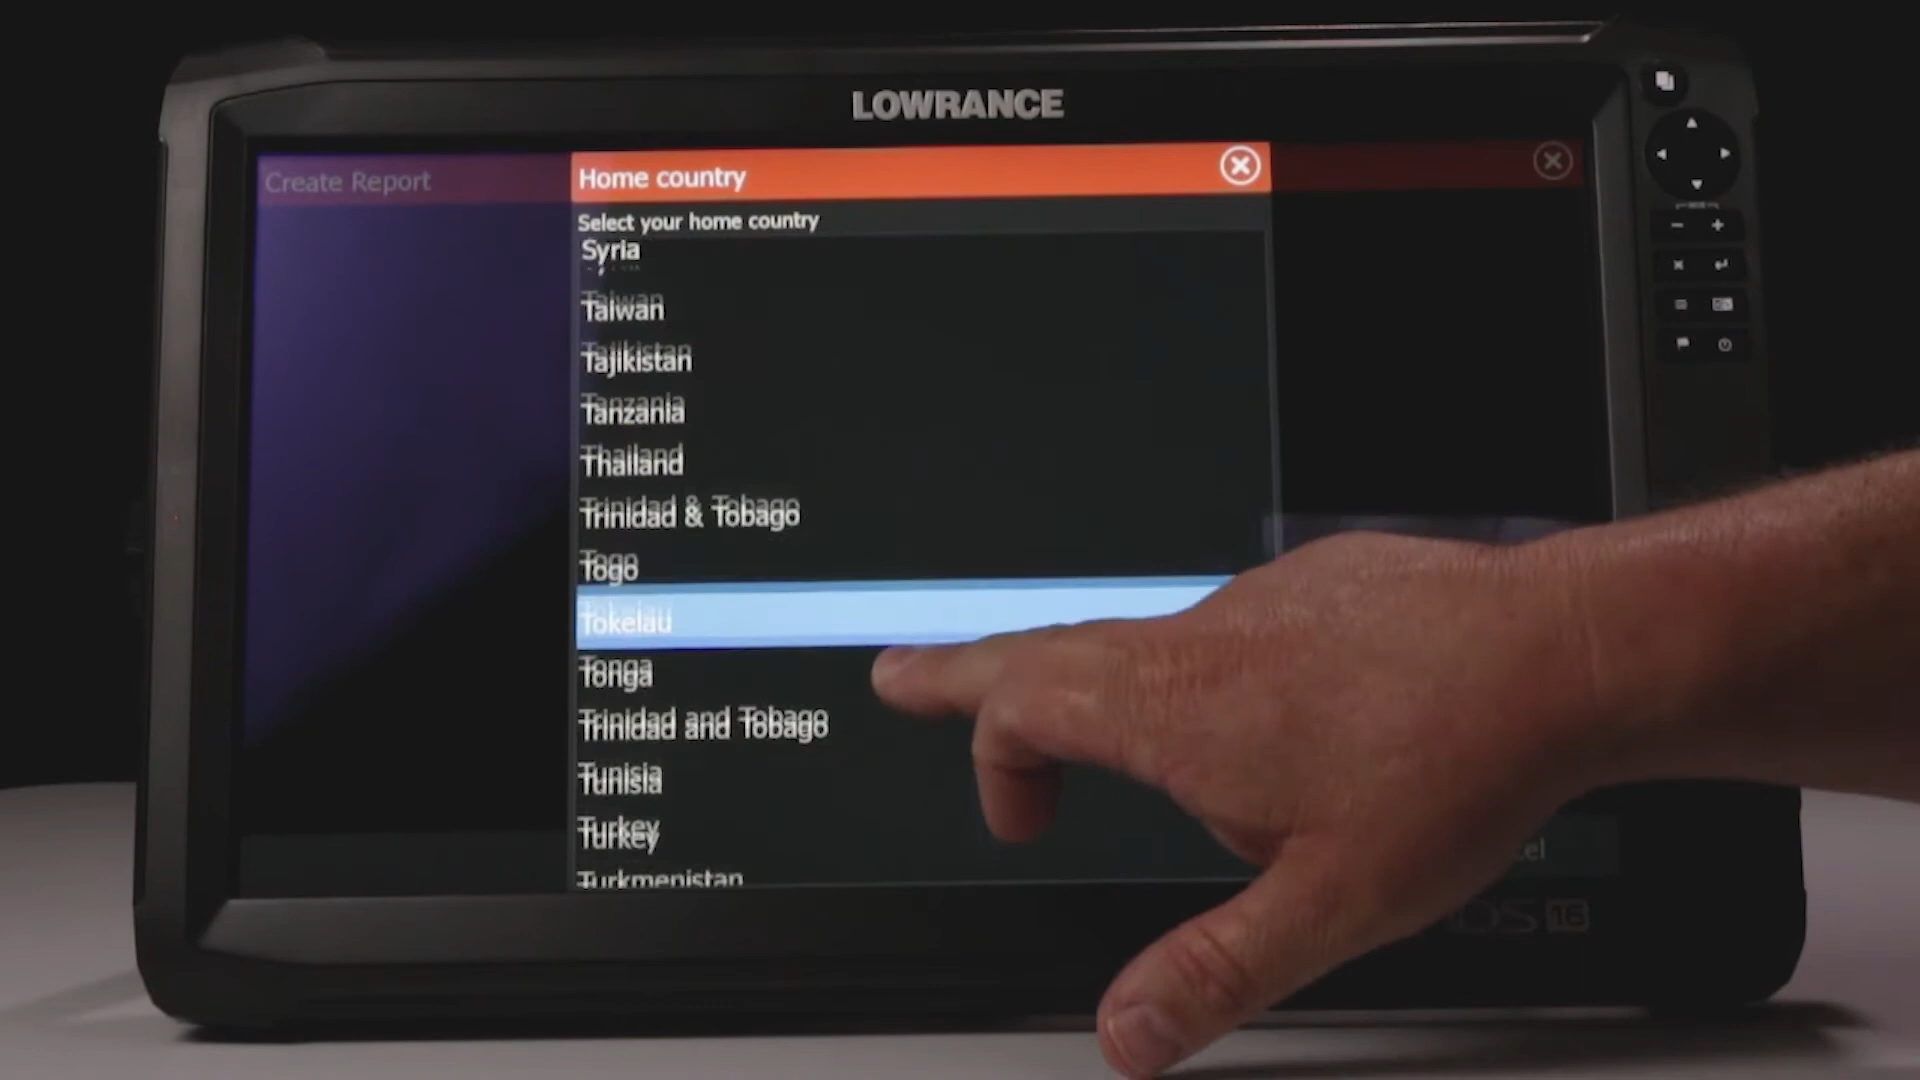 LOWRANCE
Create Report
Home country
Select your home country
Syria
Taiwan
Tajikistan
Tanzania
Thailand
Trinidad & Tobago
Togo
Tokelau
Tonga
Trinidad and Tobago
Tunisia
Turkey
Turkmenistan
16